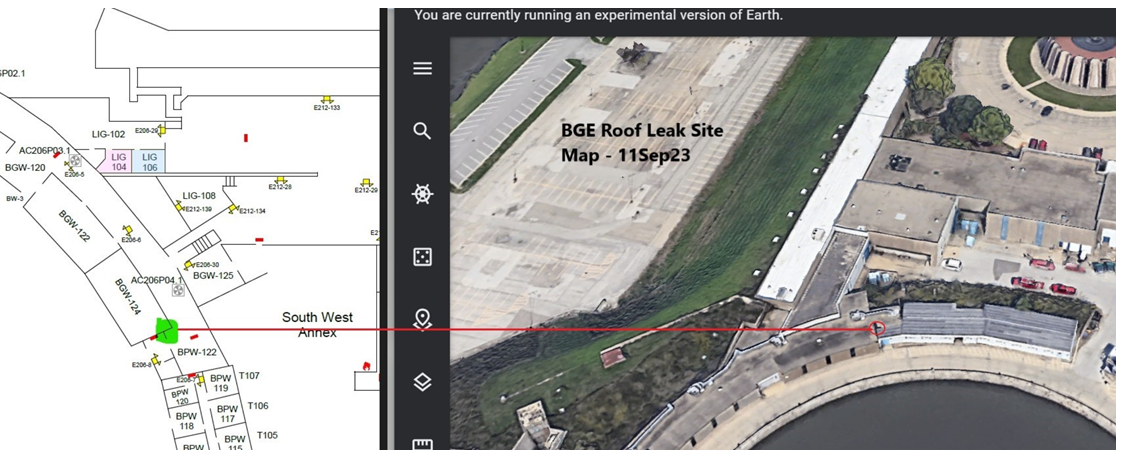 You are currently running an experimental version of Earth.
SP02.1
E212-133
E206-29
LIG-102
AC206P03.1
LIG
104
LIG
106
BGW-120
E206-5
E212-28
E212-29
BW-3
LIG-108
E212-139
E212-134
BGW-122
E206-6
E206-30
BGW-125
AC206P04.1
BGW-124
South West
Annex
BPW-122
E206-8
E206-7
BPW
119
T107
BPW
120
T106
BPW
118
BPW
117
T105
BPW
BPW
115
BGE Roof Leak Site
Map - 11Sep23